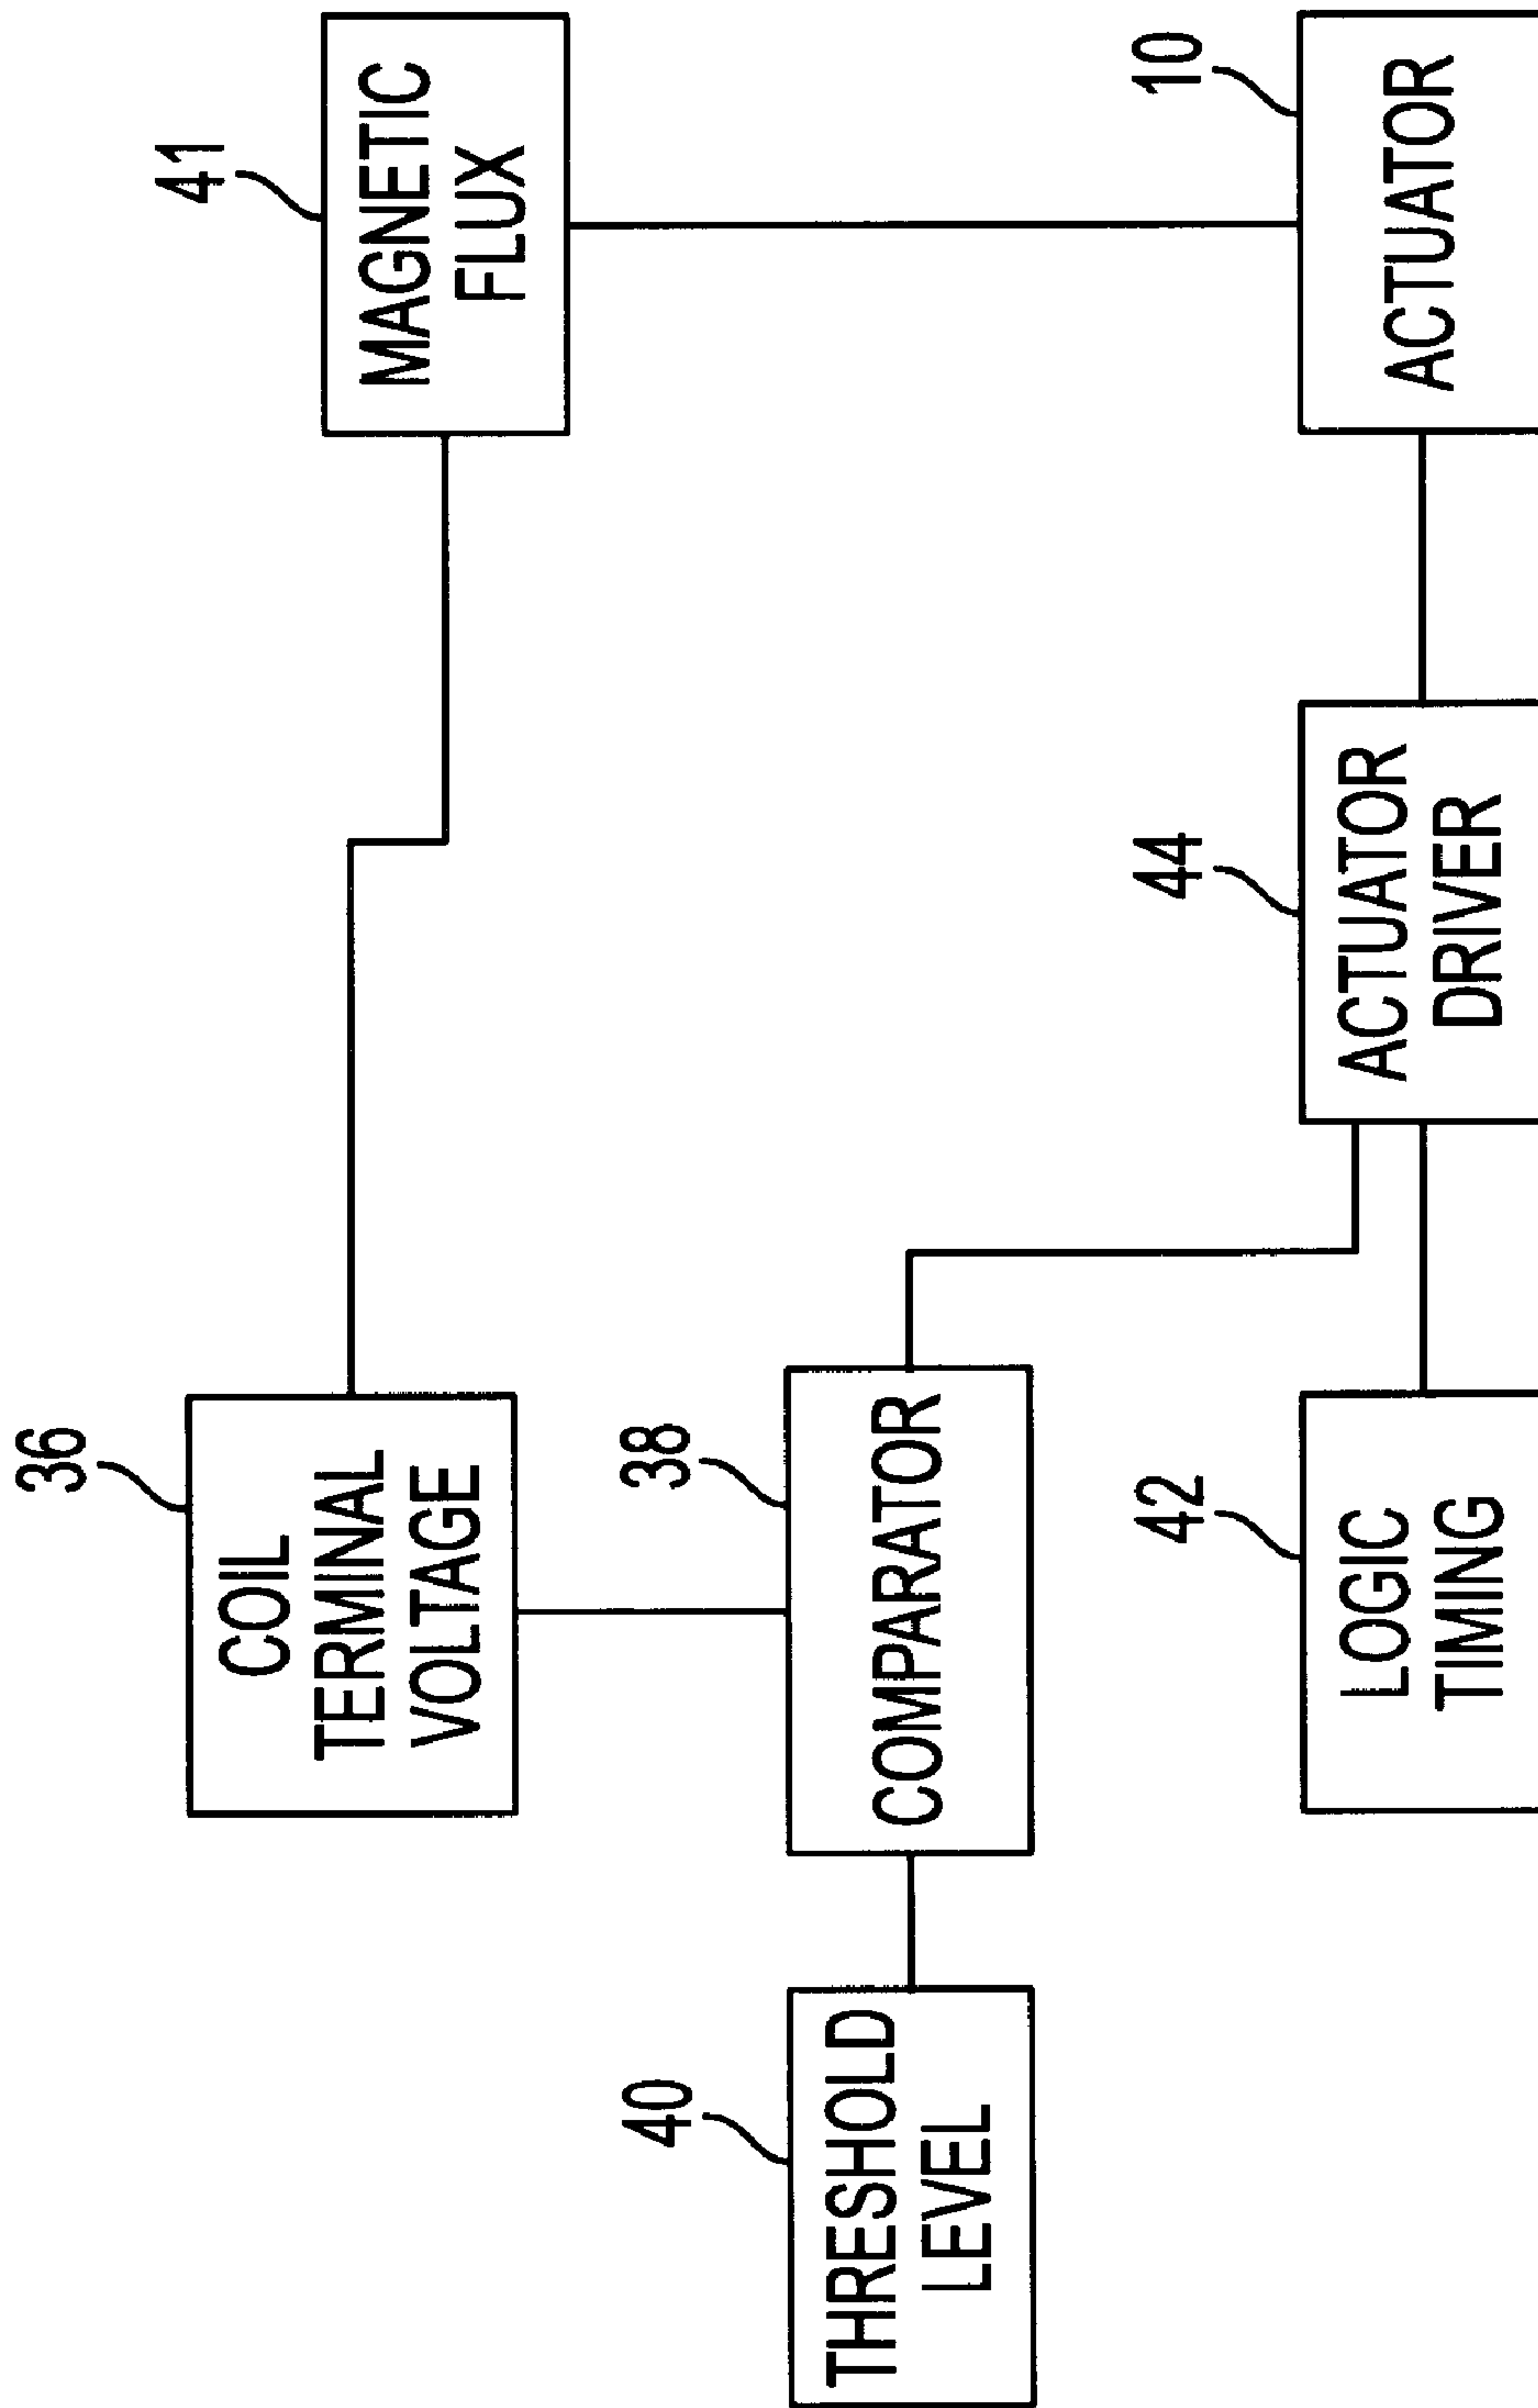 36
COIL
TERMINAL
VOLTAGE
41
MAGNETIC
FLUX
40
THRESHOLD
LEVEL
38
COMPARATOR
42
LOGIC
TIMING
44
ACTUATOR
DRIVER
10
ACTUATOR